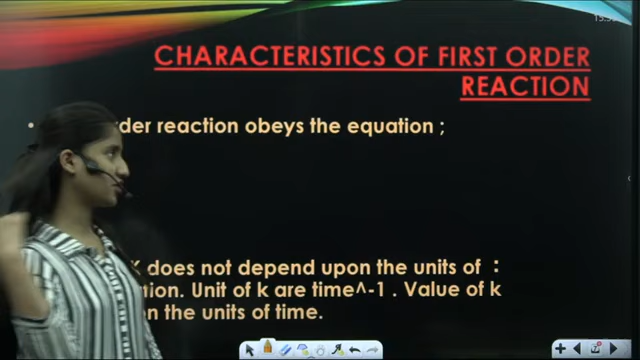 CHARACTERISTICS OF FIRST ORDER
REACTION
rder reaction obeys the equation ;
K does not depend upon the units of :
tion. Unit of k are time^-1 . Value of k
n the units of time.